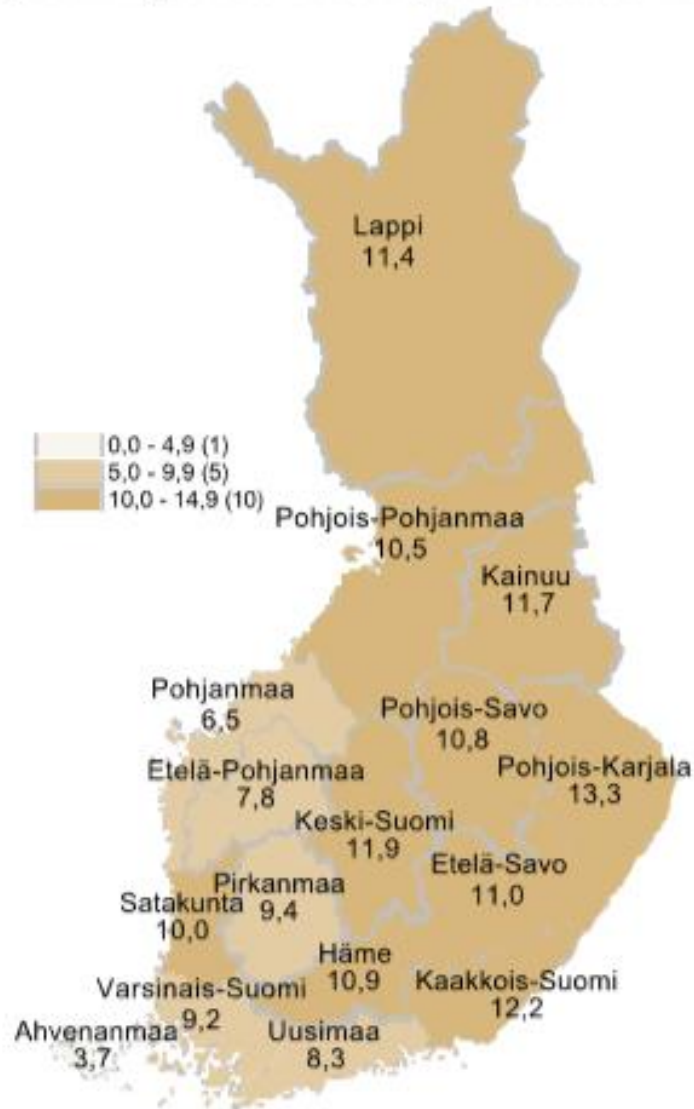 Lappi
11,4
0,0 - 4,9 (1)
5,0 - 9,9 (5)
10,0 - 14,9 (10)
Pohjois-Pohjanmaa
10,5
Kainuu
11,7
Pohjanmaa
6,5
Pohjois-Savo
10,8
Etelä-Pohjanmaa
7,8
Pohjois-Karjala
13,3
Keski-Suomi
11,9
Etelä-Savo
11,0
Pirkanmaa
9,4
Satakunta
10,0
Häme
10,9
Kaakkois-Suomi
12,2
Varsinais-Suomi
9,2
Ahvenanmaa
3,7
Uusimaa
8,3